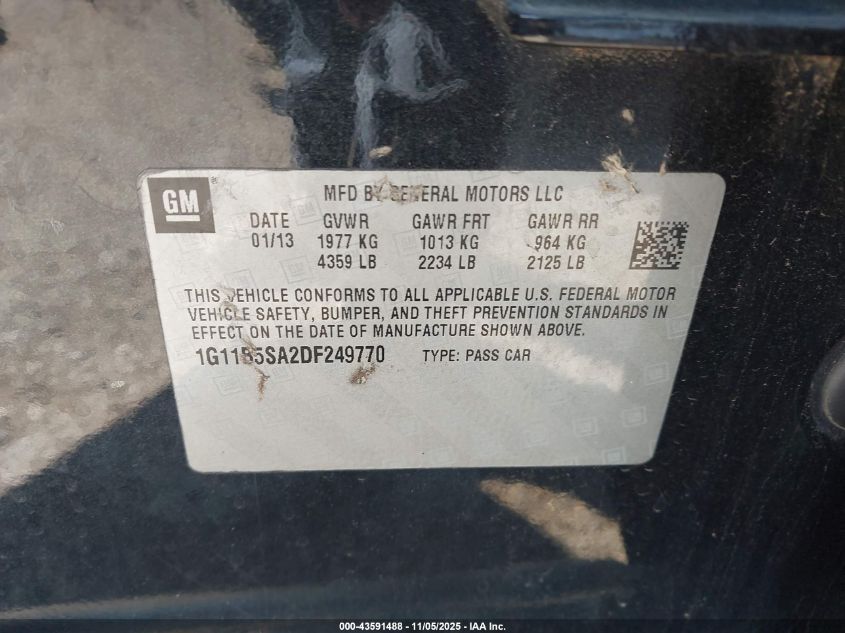 GM
MFD BY GENERAL MOTORS LLC
DATE GVWR GAWR FRT GAWR RR
01/13 1977 KG 1013 KG 964 KG
4359 LB 2234 LB 2125 LB
THIS VEHICLE CONFORMS TO ALL APPLICABLE U.S. FEDERAL MOTOR
VEHICLE SAFETY, BUMPER, AND THEFT PREVENTION STANDARDS IN
EFFECT ON THE DATE OF MANUFACTURE SHOWN ABOVE.
1G11B5SA2DF249770 TYPE: PASS CAR
000-43591488 - 11/05/2025 - IAA Inc.